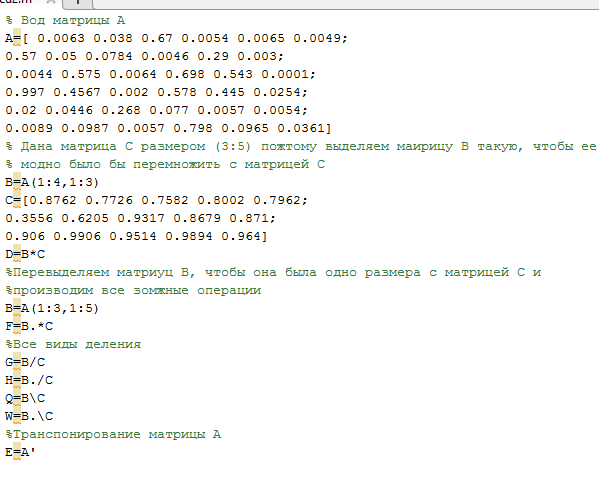 % Вод матрицы А
A=[ 0.0063 0.038 0.67 0.0054 0.0065 0.0049;
0.57 0.05 0.0784 0.0046 0.29 0.003;
0.0044 0.575 0.0064 0.698 0.543 0.0001;
0.997 0.4567 0.002 0.578 0.445 0.0254;
0.02 0.0446 0.268 0.077 0.0057 0.0054;
0.0089 0.0987 0.0057 0.798 0.0965 0.0361]
% Дана матрица С размером (3:5) пожтому выделяем маирицу В такую, чтобы ее
% модно было бы перемножить с матрицей С
B=A(1:4,1:3)
C=[0.8762 0.7726 0.7582 0.8002 0.7962;
0.3556 0.6205 0.9317 0.8679 0.871;
0.906 0.9906 0.9514 0.9894 0.964]
D=B*C
%Перевыделяем матриуц В, чтобы она была одно размера с матрицей С и
%производим все зомжные операции
B=A(1:3,1:5)
F=B.*C
%Все виды деления
G=B/C
H=B./C
Q=B\C
W=B.\C
%Транспонирование матрицы А
E=A'